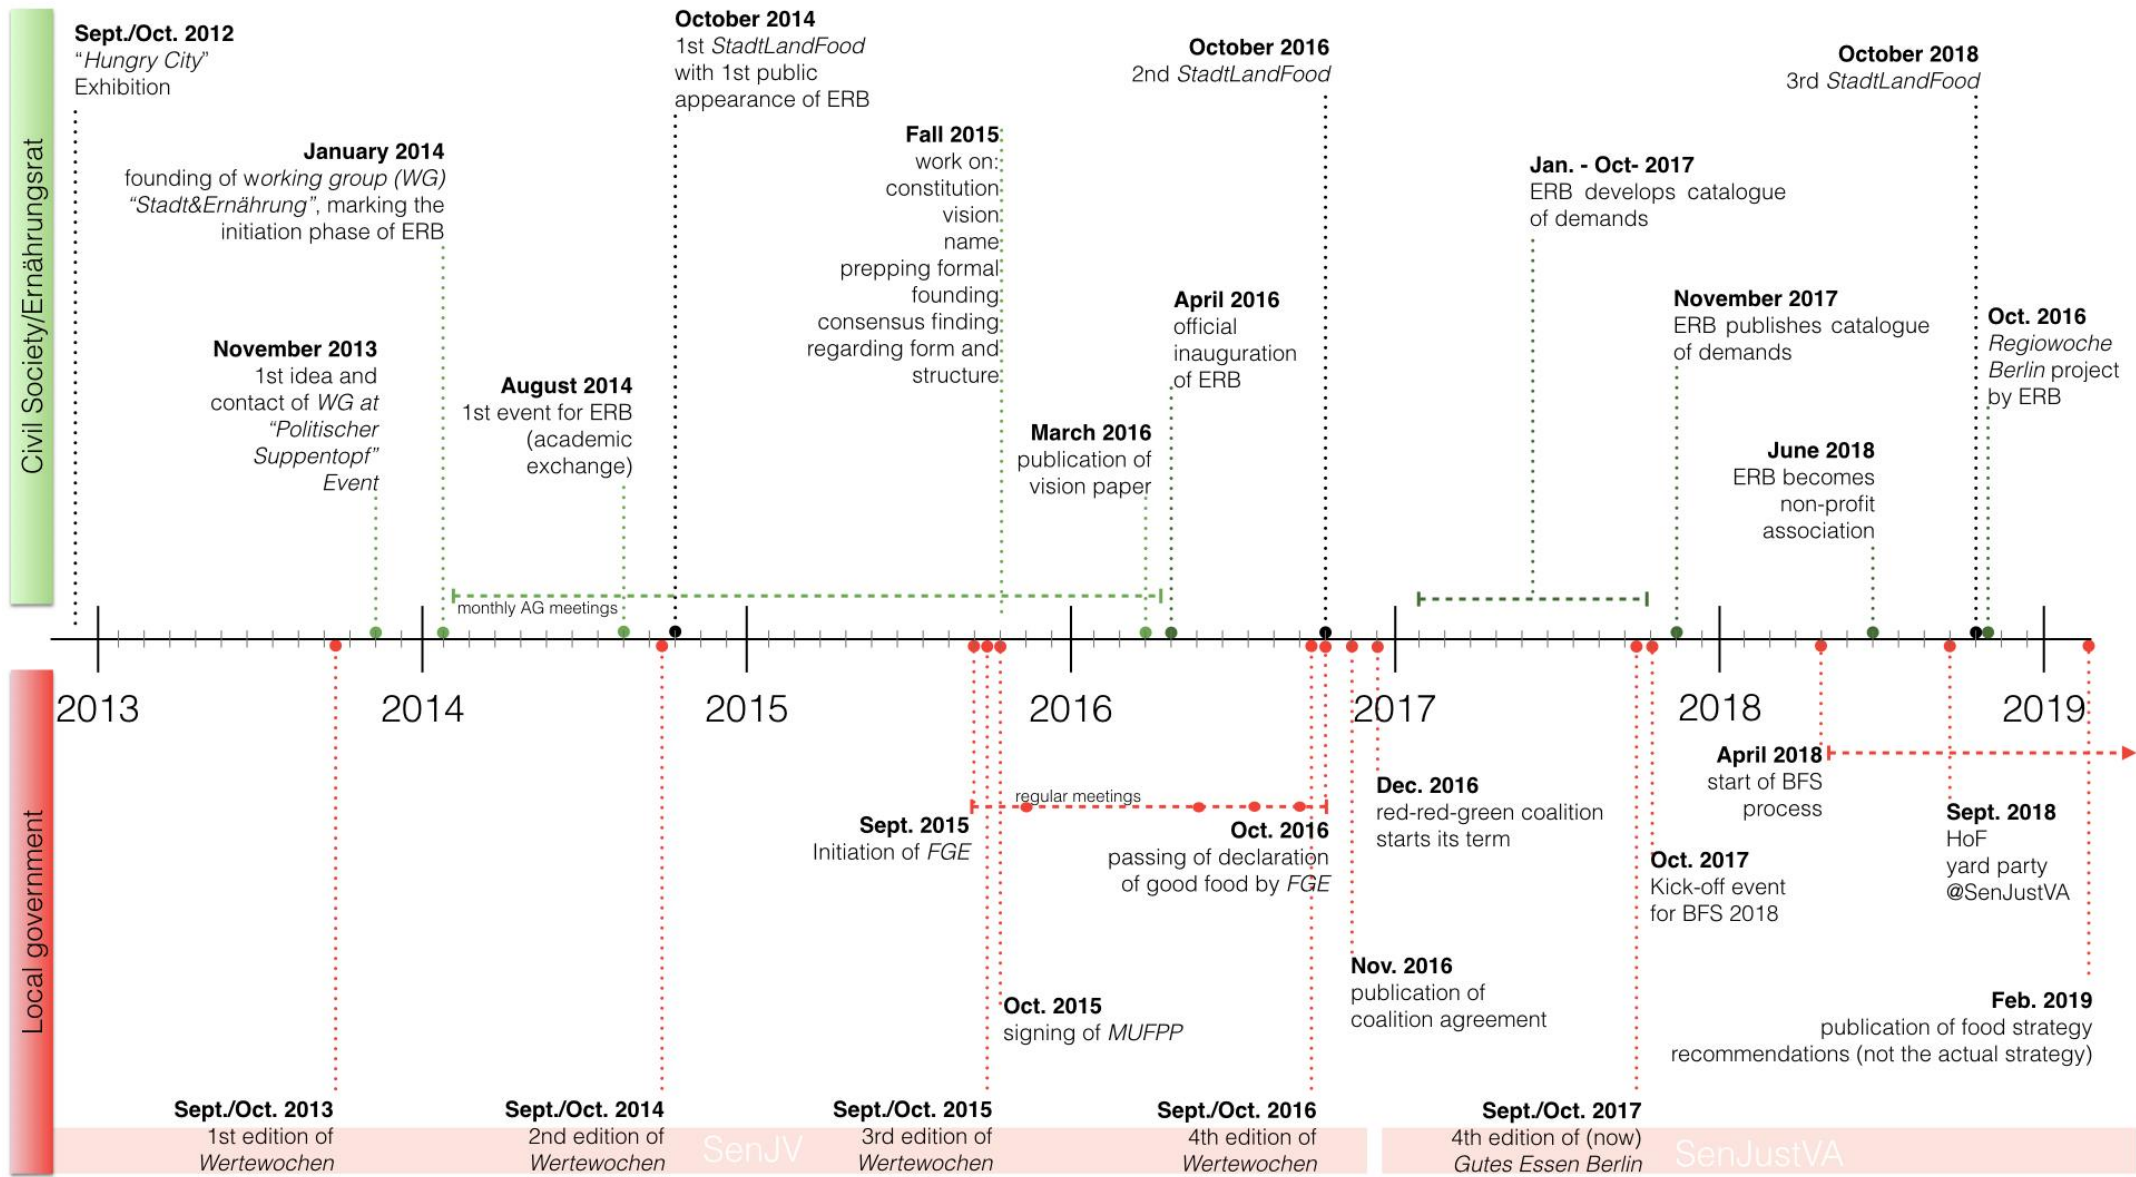 Civil Society/Ernährungsrat
Sept./Oct. 2012
“Hungry City”
Exhibition
November 2013
1st idea and
contact of WG at
“Politischer
Suppentopf”
Event
January 2014
founding of working group (WG)
“Stadt&Ernährung”, marking the
initiation phase of ERB
August 2014
1st event for ERB
(academic
exchange)
October 2014
1st StadtLandFood
with 1st public
appearance of ERB
Fall 2015
work on:
constitution
vision
name
prepping formal
founding
consensus finding
regarding form and
structure
March 2016
publication of
vision paper
April 2016
official
inauguration
of ERB
October 2016
2nd StadtLandFood
Jan. - Oct- 2017
ERB develops catalogue
of demands
November 2017
ERB publishes catalogue
of demands
June 2018
ERB becomes
non-profit
association
October 2018
3rd StadtLandFood
Oct. 2016
Regiowoche
Berlin project
by ERB
monthly AG meetings
2013
2014
2015
2016
2017
2018
2019
Local government
Sept./Oct. 2013
1st edition of
Wertewochen
Sept./Oct. 2014
2nd edition of
Wertewochen
SenJV
Sept. 2015
Initiation of FGE
regular meetings
Sept./Oct. 2015
3rd edition of
Wertewochen
Oct. 2015
signing of MUFPP
Sept./Oct. 2016
4th edition of
Wertewochen
Oct. 2016
passing of declaration
of good food by FGE
Nov. 2016
publication of
coalition agreement
Dec. 2016
red-red-green coalition
starts its term
Sept./Oct. 2017
4th edition of (now)
Gutes Essen Berlin
SenJustVA
Oct. 2017
Kick-off event
for BFS 2018
April 2018
start of BFS
process
Sept. 2018
HoF
yard party
@SenJustVA
Feb. 2019
publication of food strategy
recommendations (not the actual strategy)